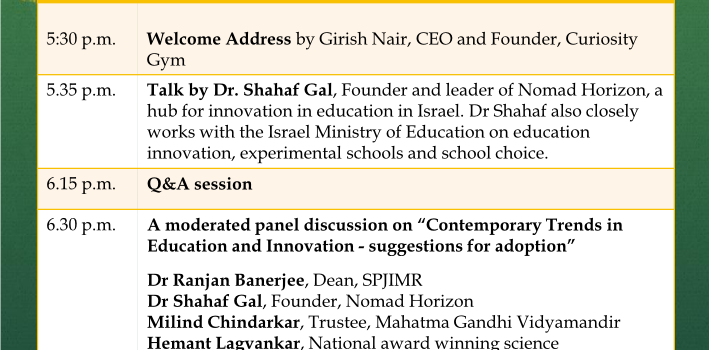 5:30 p.m. Welcome Address by Girish Nair, CEO and Founder, Curiosity
Gym
5.35 p.m. Talk by Dr. Shahaf Gal, Founder and leader of Nomad Horizon, a
hub for innovation in education in Israel. Dr Shahaf also closely
works with the Israel Ministry of Education on education
innovation, experimental schools and school choice.
6.15 p.m. Q&A session
6.30 p.m. A moderated panel discussion on “Contemporary Trends in
Education and Innovation - suggestions for adoption”
Dr Ranjan Banerjee, Dean, SPJIMR
Dr Shahaf Gal, Founder, Nomad Horizon
Milind Chindarkar, Trustee, Mahatma Gandhi Vidyamandir
Hemant Lagvankar, National award winning science